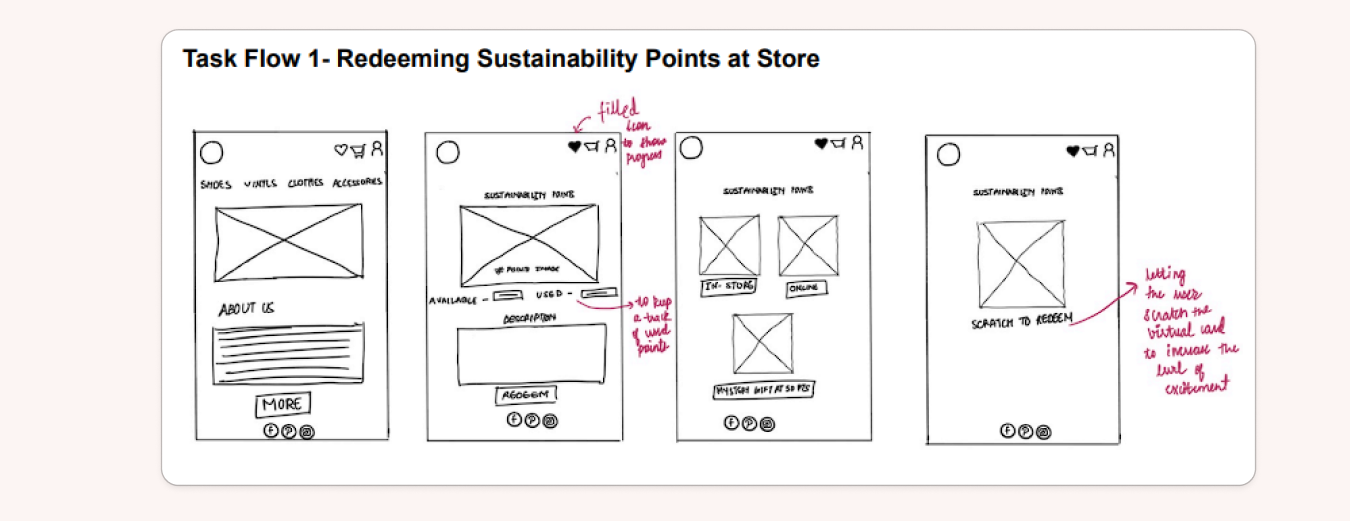 Task Flow 1- Redeeming Sustainability Points at Store
SHOES VINYLS CLOTHES ACCESSORIES
ABOUT US
MORE
filled
icon
to show
progress
SUSTAINABILITY POINTS
POINTS IMAGE
AVAILABLE - USED -
DESCRIPTION
REDEEM
to keep
a track
of used
points
SUSTAINABILITY POINTS
IN-STORE ONLINE
MYSTERY GIFT AT 50 PTS
SUSTAINABILITY POINTS
SCRATCH TO REDEEM
letting
the user
scratch the
virtual card
to increase the
level of
excitement